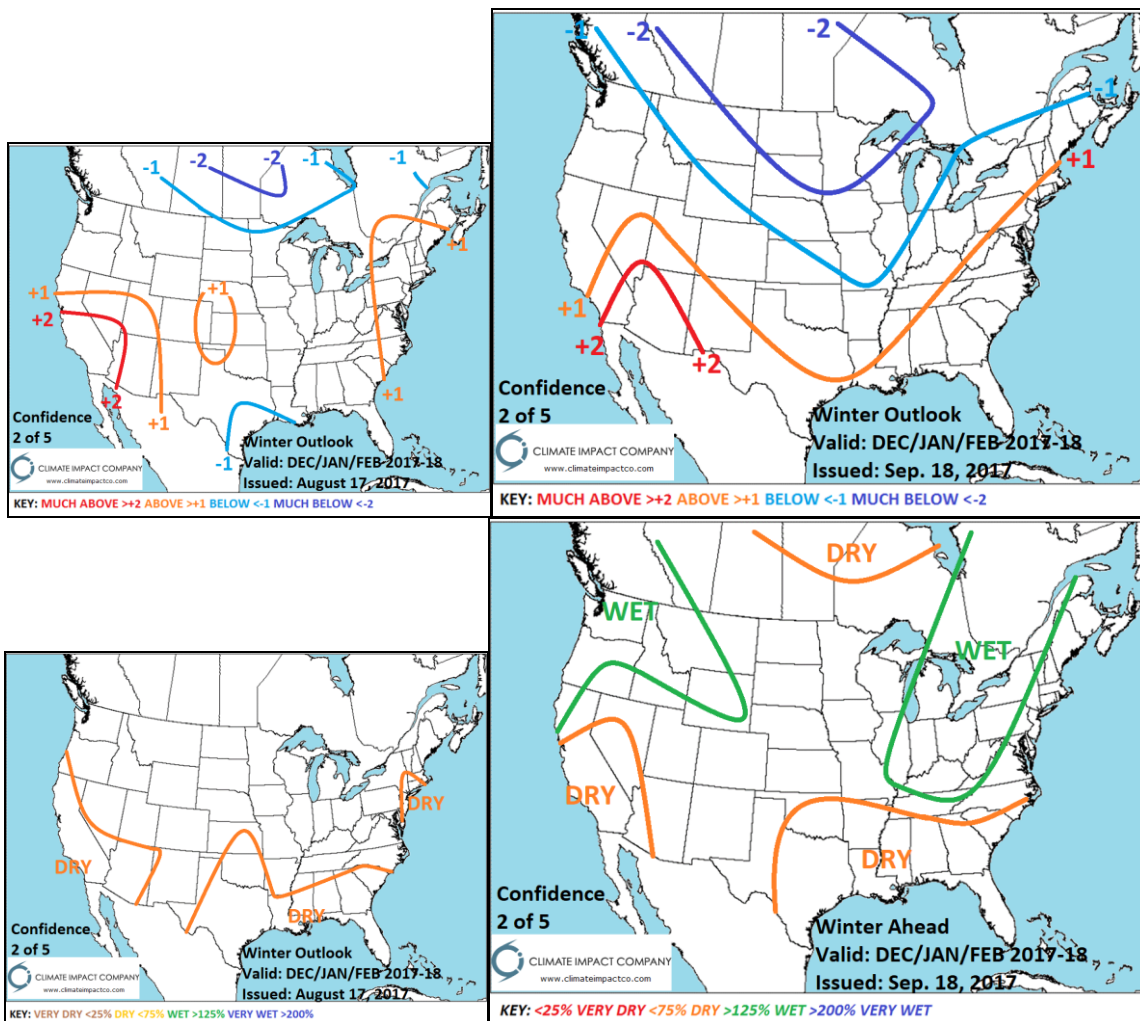 -1
-2
-2
-1
-1
+1
+2
+1
+1
+2
+1
-1
+1
Confidence
2 of 5
CLIMATE IMPACT COMPANY
www.climateimpactco.com
Winter Outlook
Valid: DEC/JAN/FEB 2017-18
Issued: August 17, 2017
KEY: MUCH ABOVE >+2 ABOVE >+1 BELOW <-1 MUCH BELOW <-2
-1
-2
-2
-1
+1
+1
+2
+2
Confidence
2 of 5
CLIMATE IMPACT COMPANY
www.climateimpactco.com
Winter Outlook
Valid: DEC/JAN/FEB 2017-18
Issued: Sep. 18, 2017
KEY: MUCH ABOVE >+2 ABOVE >+1 BELOW <-1 MUCH BELOW <-2
DRY
DRY
DRY
Confidence
2 of 5
CLIMATE IMPACT COMPANY
www.climateimpactco.com
Winter Outlook
Valid: DEC/JAN/FEB 2017-18
Issued: August 17, 2017
KEY: VERY DRY <25% DRY <75% WET >125% VERY WET >200%
DRY
WET
WET
DRY
DRY
Confidence
2 of 5
CLIMATE IMPACT COMPANY
www.climateimpactco.com
Winter Ahead
Valid: DEC/JAN/FEB 2017-18
Issued: Sep. 18, 2017
KEY: <25% VERY DRY <75% DRY >125% WET >200% VERY WET